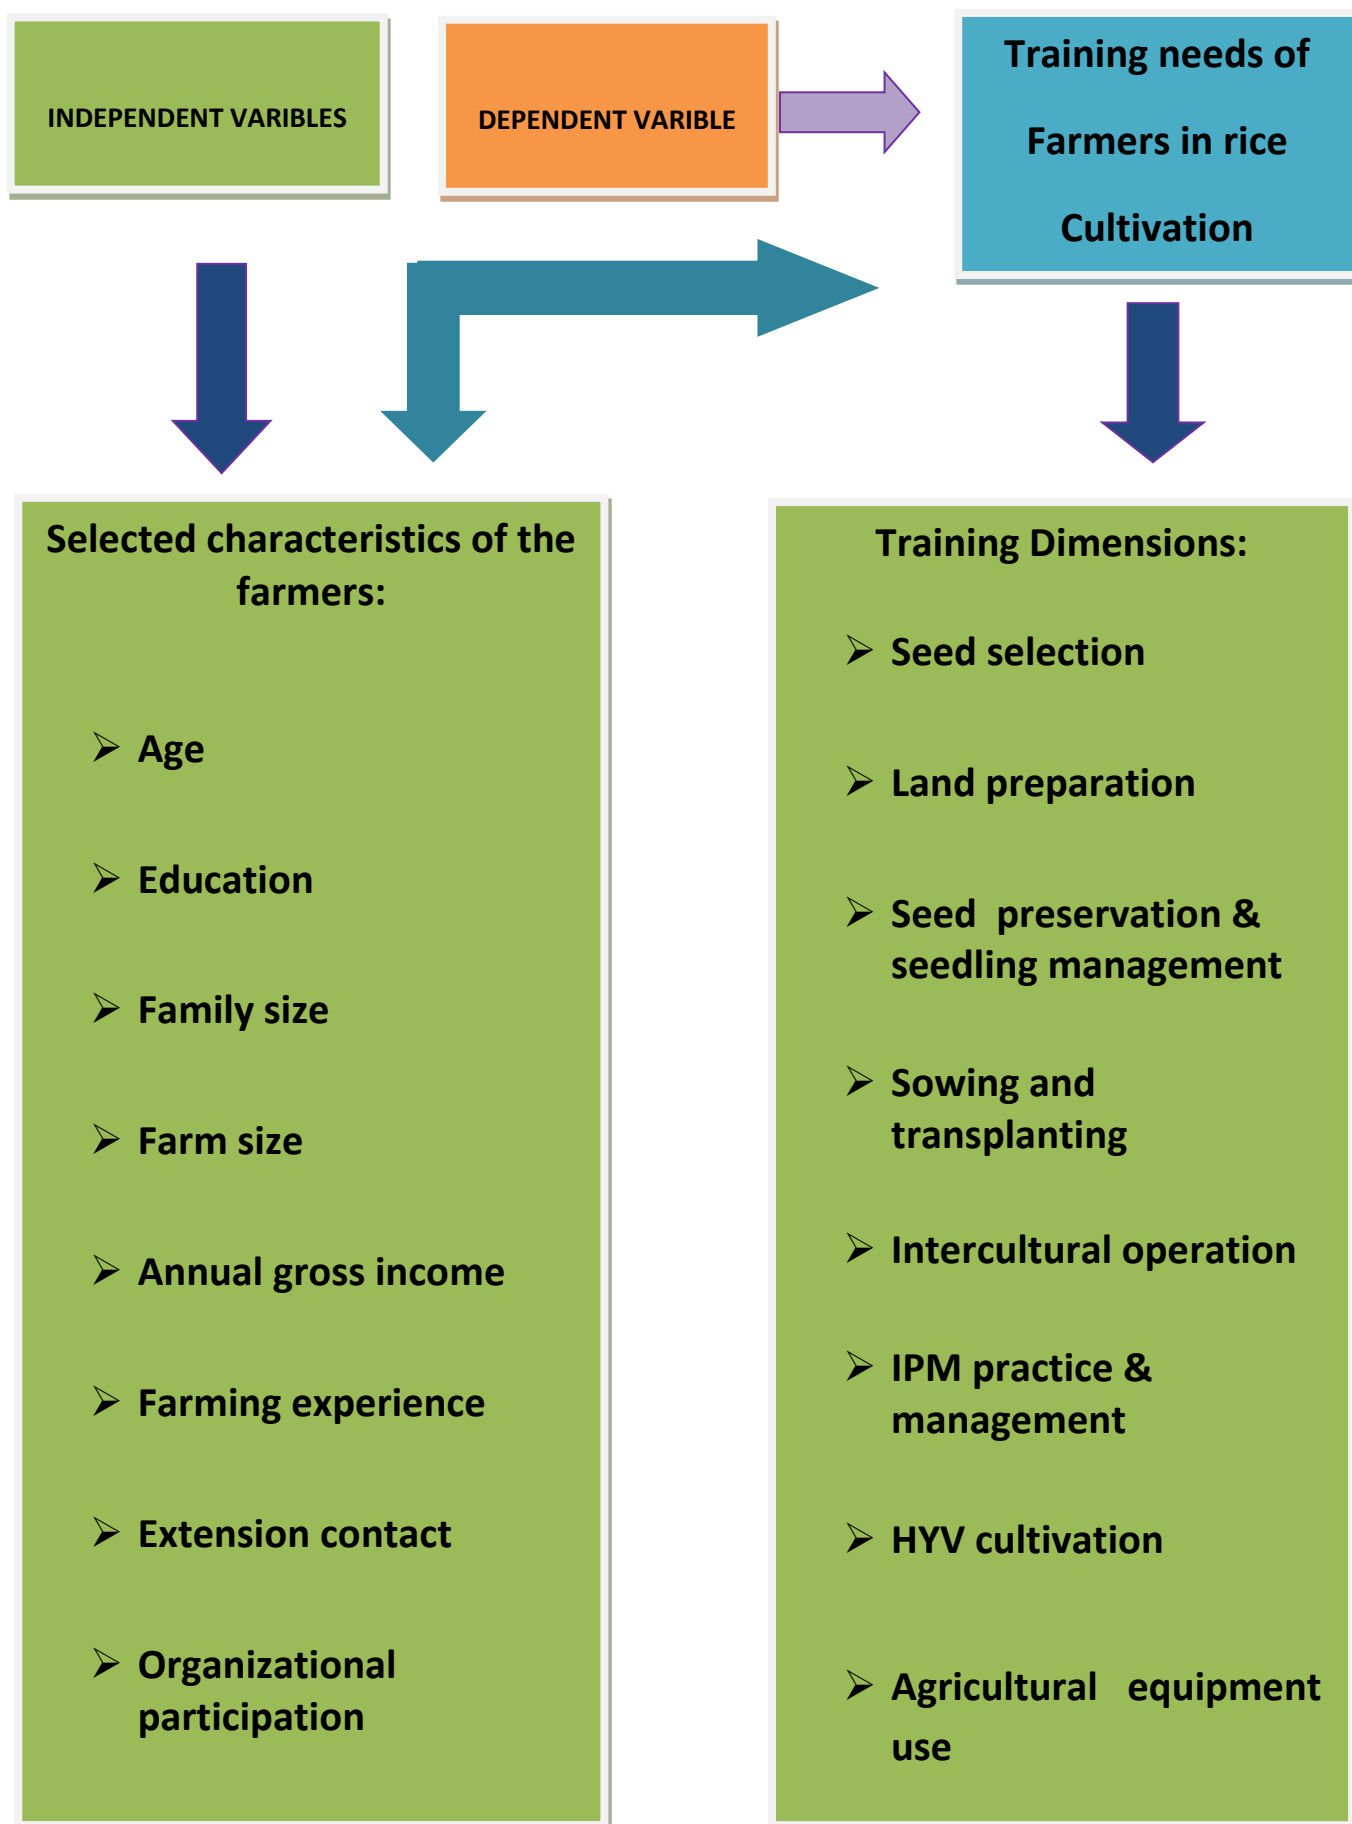 INDEPENDENT VARIBLES
DEPENDENT VARIBLE
Training needs of
Farmers in rice
Cultivation
Selected characteristics of the
farmers:
➢ Age
➢ Education
➢ Family size
➢ Farm size
➢ Annual gross income
➢ Farming experience
➢ Extension contact
➢ Organizational
participation
Training Dimensions:
➢ Seed selection
➢ Land preparation
➢ Seed preservation &
seedling management
➢ Sowing and
transplanting
➢ Intercultural operation
➢ IPM practice &
management
➢ HYV cultivation
➢ Agricultural equipment
use